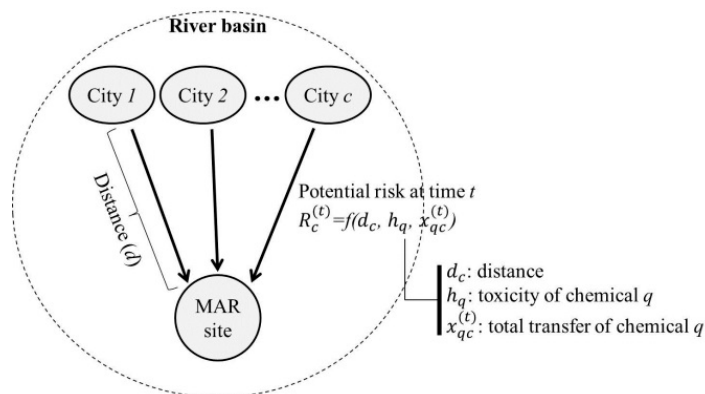 River basin
City 1
City 2
...
City c
Distance (d)
Potential risk at time t
R_c^(t)=f(d_c, h_q, x_qc^(t))
MAR
site
d_c: distance
h_q: toxicity of chemical q
x_qc^(t): total transfer of chemical q